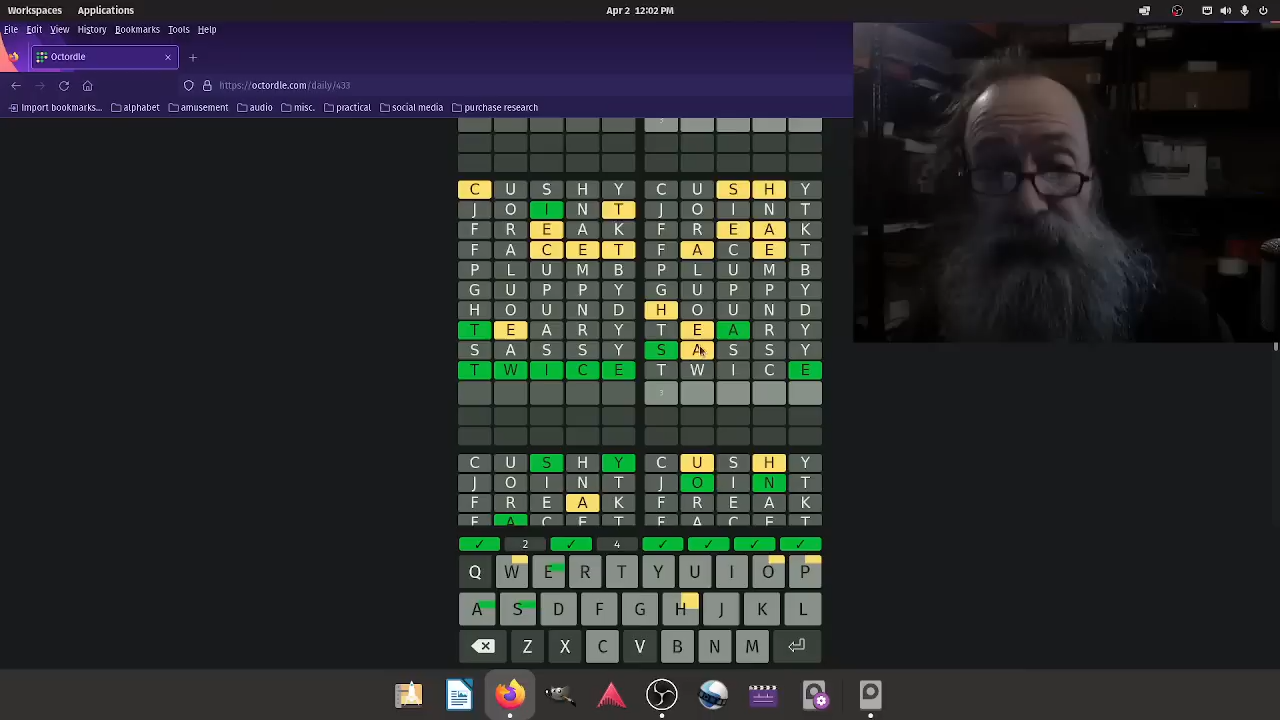 Workspaces Applications Apr 2 12:02 PM
File Edit View History Bookmarks Tools Help
Octordle
https://octordle.com/daily/433
Import bookmarks... alphabet amusement audio misc. practical social media purchase research
C U S H Y C U S H Y
J O I N T J O I N T
F R E A K F R E A K
F A C E T F A C E T
P L U M B P L U M B
G U P P Y G U P P Y
H O U N D H O U N D
T E A R Y T E A R Y
S A S S Y S A S S Y
T W I C E T W I C E
3
C U S H Y C U S H Y
J O I N T J O I N T
F R E A K F R E A K
F A C E T F A C E T
✓ 2 ✓ 4 ✓ ✓ ✓ ✓
Q W E R T Y U I O P
A S D F G H J K L
Z X C V B N M